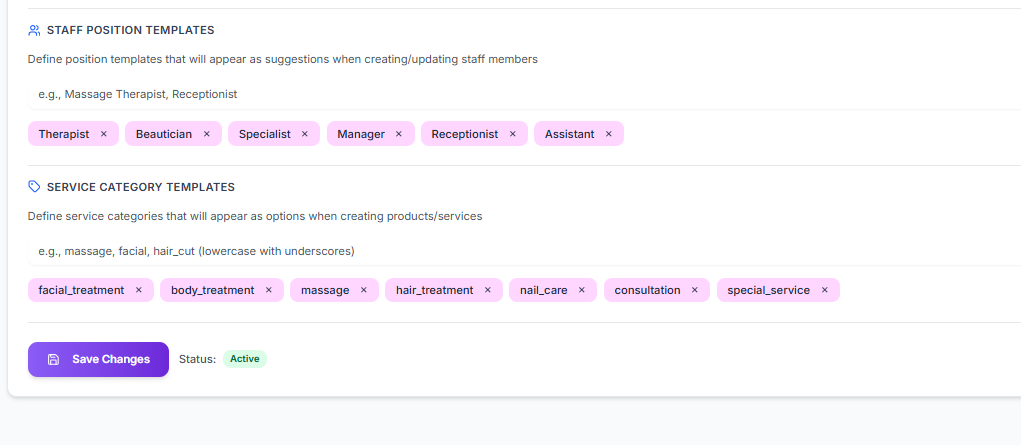 STAFF POSITION TEMPLATES
Define position templates that will appear as suggestions when creating/updating staff members
e.g., Massage Therapist, Receptionist
Therapist × Beautician × Specialist × Manager × Receptionist × Assistant ×
SERVICE CATEGORY TEMPLATES
Define service categories that will appear as options when creating products/services
e.g., massage, facial, hair_cut (lowercase with underscores)
facial_treatment × body_treatment × massage × hair_treatment × nail_care × consultation × special_service ×
Save Changes Status: Active